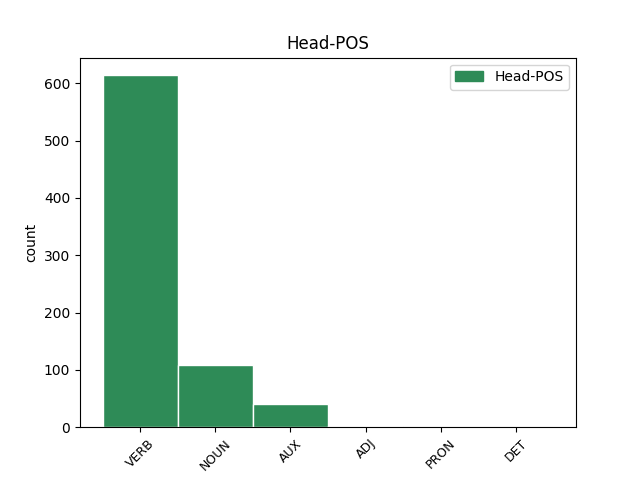 Head-POS
Head-POS
600
500
400
300
200
100
0
count
VERB
NOUN
AUX
ADJ
PRON
DET